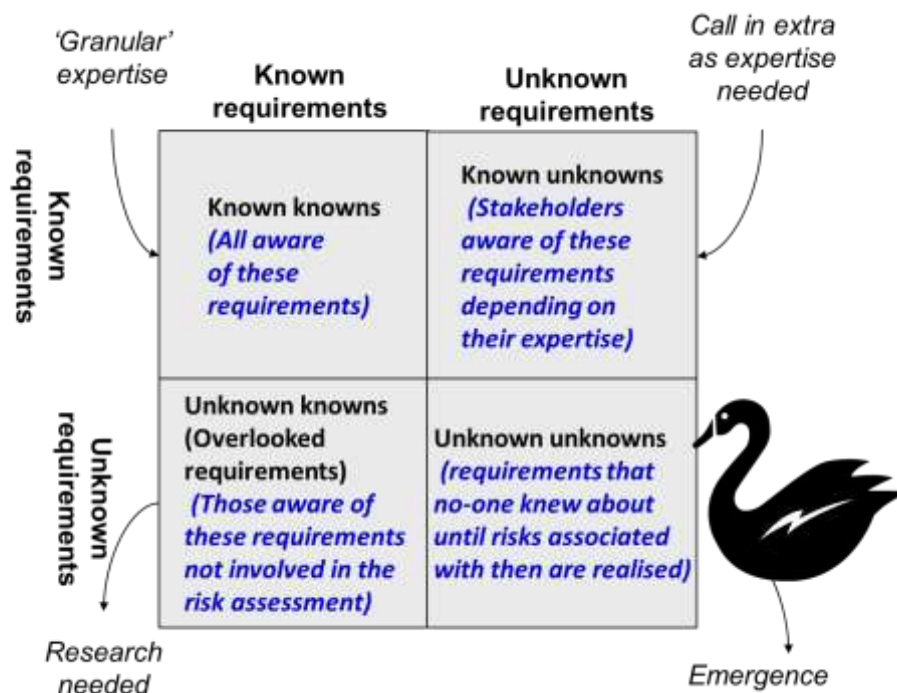 ‘Granular’
expertise
Call in extra
as expertise
needed
Known
requirements
Unknown
requirements
Known
requirements
Known knowns
(All aware
of these
requirements)
Known unknowns
(Stakeholders
aware of these
requirements
depending on
their expertise)
Unknown
requirements
Unknown knowns
(Overlooked
requirements)
(Those aware of
these requirements
not involved in the
risk assessment)
Unknown unknowns
(requirements that
no-one knew about
until risks associated
with then are realised)
Research
needed
Emergence